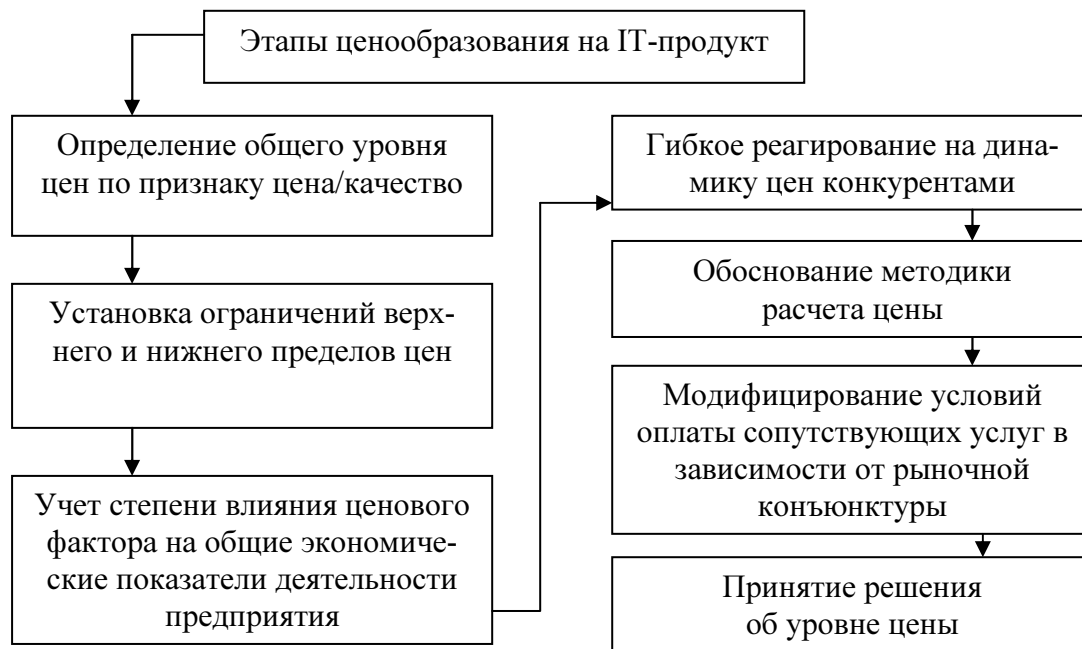 Этапы ценообразования на IT-продукт
Определение общего уровня
цен по признаку цена/качество
Установка ограничений верх-
него и нижнего пределов цен
Учет степени влияния ценового
фактора на общие экономиче-
ские показатели деятельности
предприятия
Гибкое реагирование на дина-
мику цен конкурентами
Обоснование методики
расчета цены
Модифицирование условий
оплаты сопутствующих услуг в
зависимости от рыночной
конъюнктуры
Принятие решения
об уровне цены